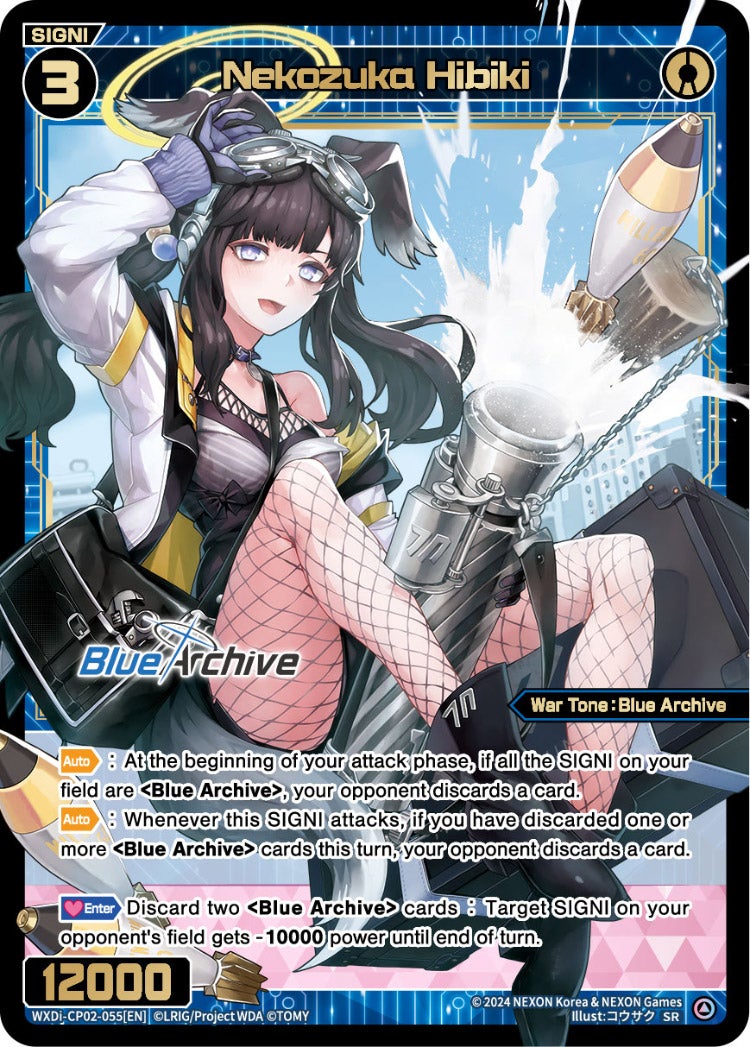 SIGNI
3
Nekozuka Hibiki
70
Blue Archive
70
War Tone : Blue Archive
Auto : At the beginning of your attack phase, if all the SIGNI on your
field are <Blue Archive>, your opponent discards a card.
Auto : Whenever this SIGNI attacks, if you have discarded one or
more <Blue Archive> cards this turn, your opponent discards a card.
Enter Discard two <Blue Archive> cards : Target SIGNI on your
opponent's field gets -10000 power until end of turn.
12000
© 2024 NEXON Korea & NEXON Games
WXDi-CP02-055[EN] ©LRIG/Project WDA ©TOMY
Illust:コウサク SR